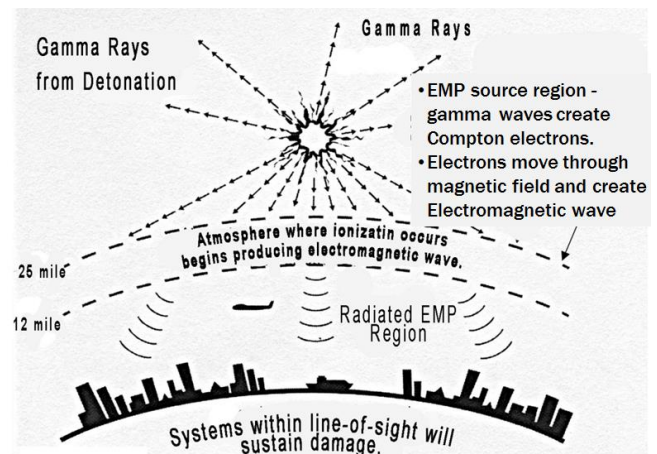 Gamma Rays
from Detonation
Gamma Rays
•EMP source region -
gamma waves create
Compton electrons.
•Electrons move through
magnetic field and create
Electromagnetic wave
Atmosphere where ionizatin occurs
begins producing electromagnetic wave.
25 mile
12 mile
Radiated EMP
Region
Systems within line-of-sight will
sustain damage.